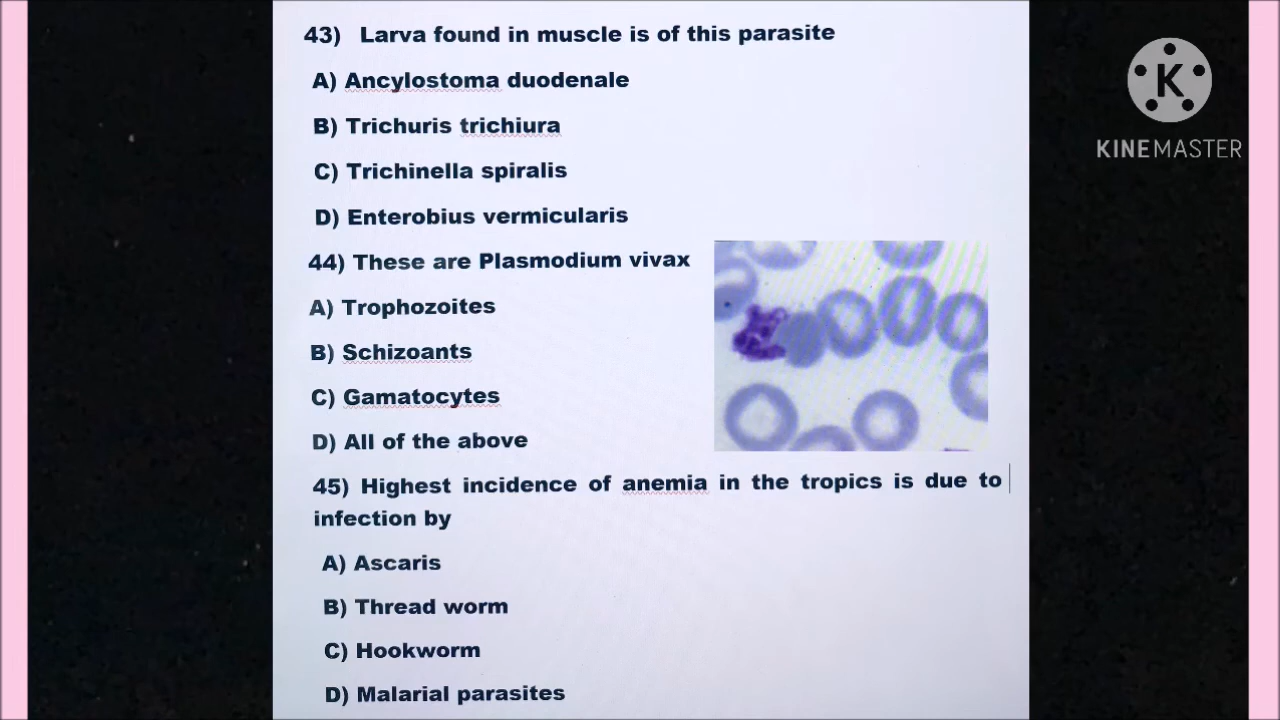 43) Larva found in muscle is of this parasite
A) Ancylostoma duodenale
B) Trichuris trichiura
C) Trichinella spiralis
D) Enterobius vermicularis
44) These are Plasmodium vivax
A) Trophozoites
B) Schizoants
C) Gamatocytes
D) All of the above
45) Highest incidence of anemia in the tropics is due to
infection by
A) Ascaris
B) Thread worm
C) Hookworm
D) Malarial parasites
K
KINEMASTER